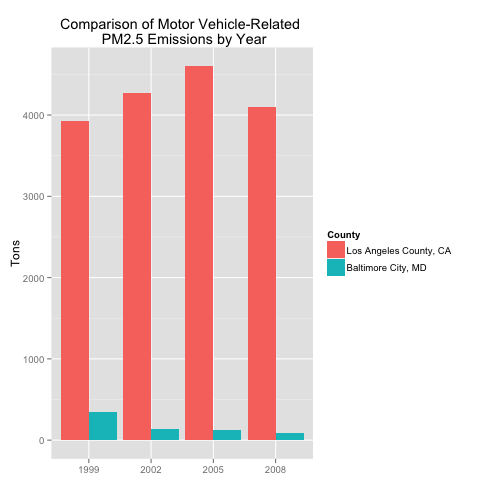 Comparison of Motor Vehicle-Related
PM2.5 Emissions by Year
Tons
4000
3000
2000
1000
0
1999 2002 2005 2008
County
Los Angeles County, CA
Baltimore City, MD